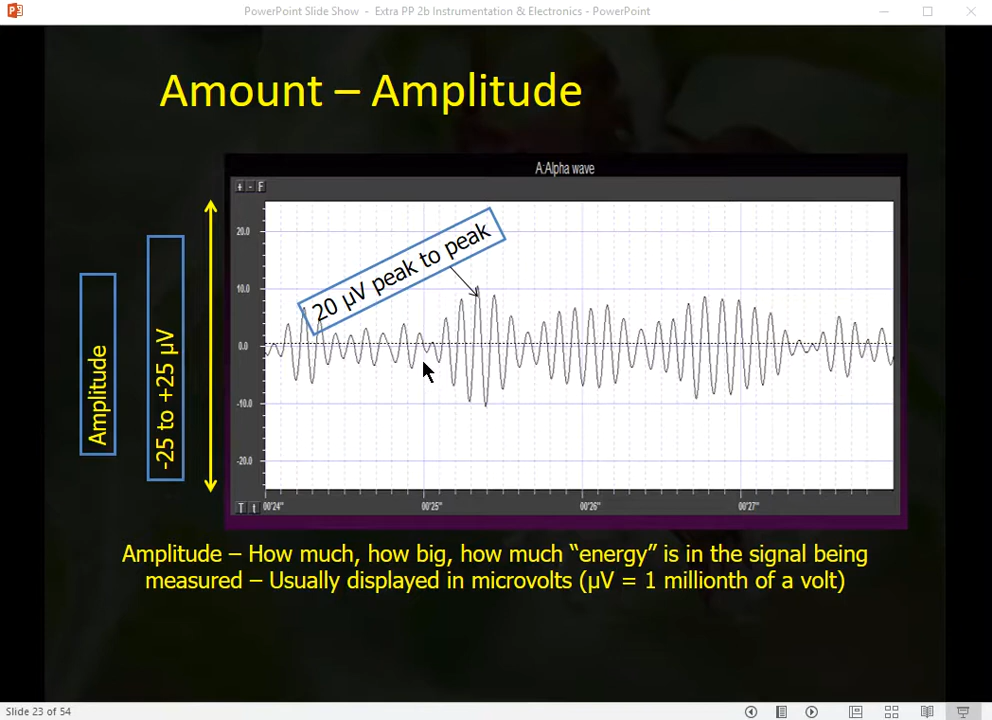 PowerPoint Slide Show - Extra PP 2b Instrumentation & Electronics - PowerPoint
Amount – Amplitude
A:Alpha wave
+ - F
20.0
10.0
0.0
-10.0
-20.0
20 µV peak to peak
Amplitude
-25 to +25 µV
T t
00'24"
00'25"
00'26"
00'27"
Amplitude – How much, how big, how much “energy” is in the signal being
measured – Usually displayed in microvolts (µV = 1 millionth of a volt)
Slide 23 of 54